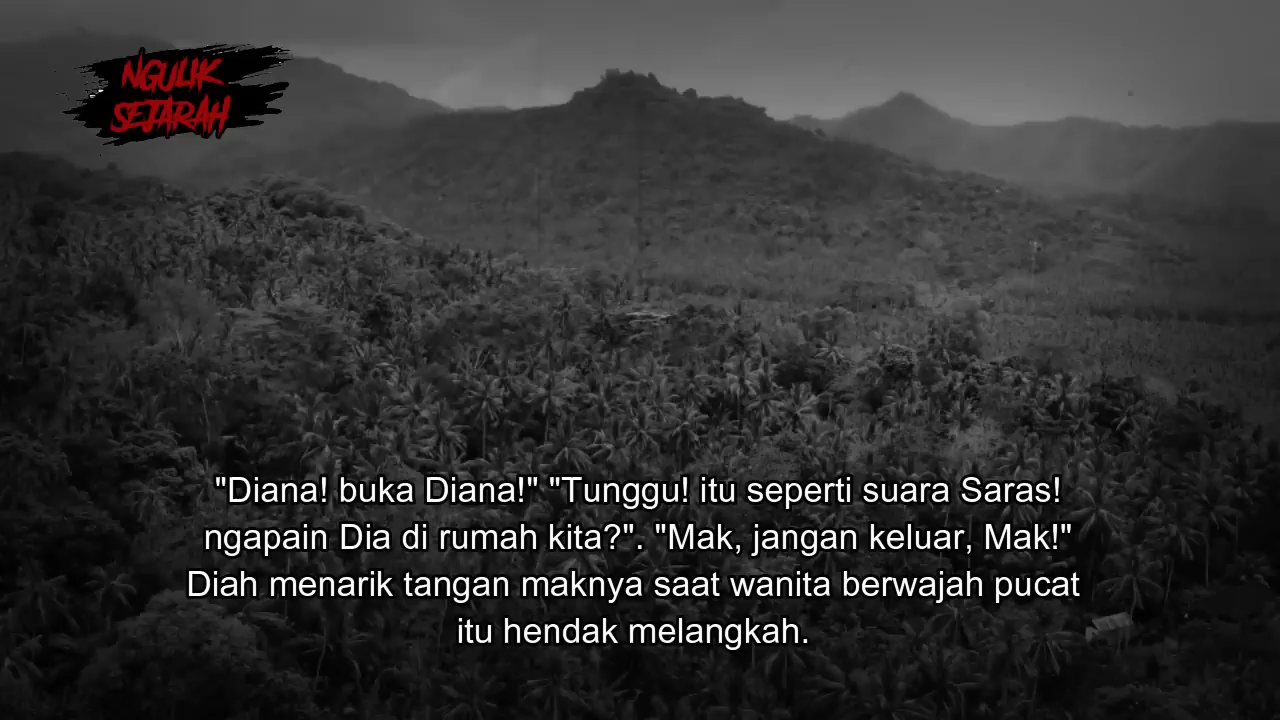 NGULIK
SEJARAH
"Diana! buka Diana!" "Tunggu! itu seperti suara Saras!
ngapain Dia di rumah kita?". "Mak, jangan keluar, Mak!"
Diah menarik tangan maknya saat wanita berwajah pucat
itu hendak melangkah.